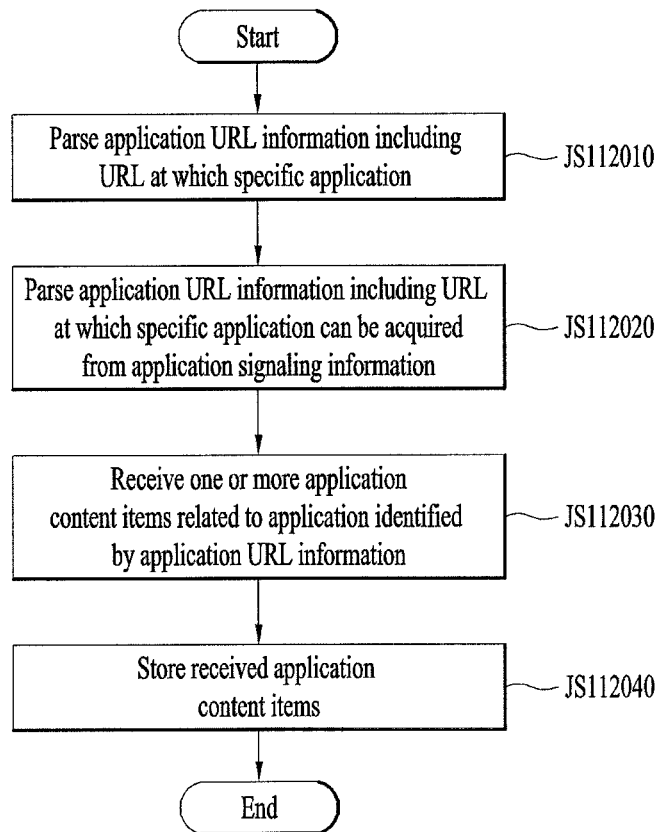 Start
Parse application URL information including
URL at which specific application
JS112010
Parse application URL information including URL
at which specific application can be acquired
from application signaling information
JS112020
Receive one or more application
content items related to application identified
by application URL information
JS112030
Store received application
content items
JS112040
End